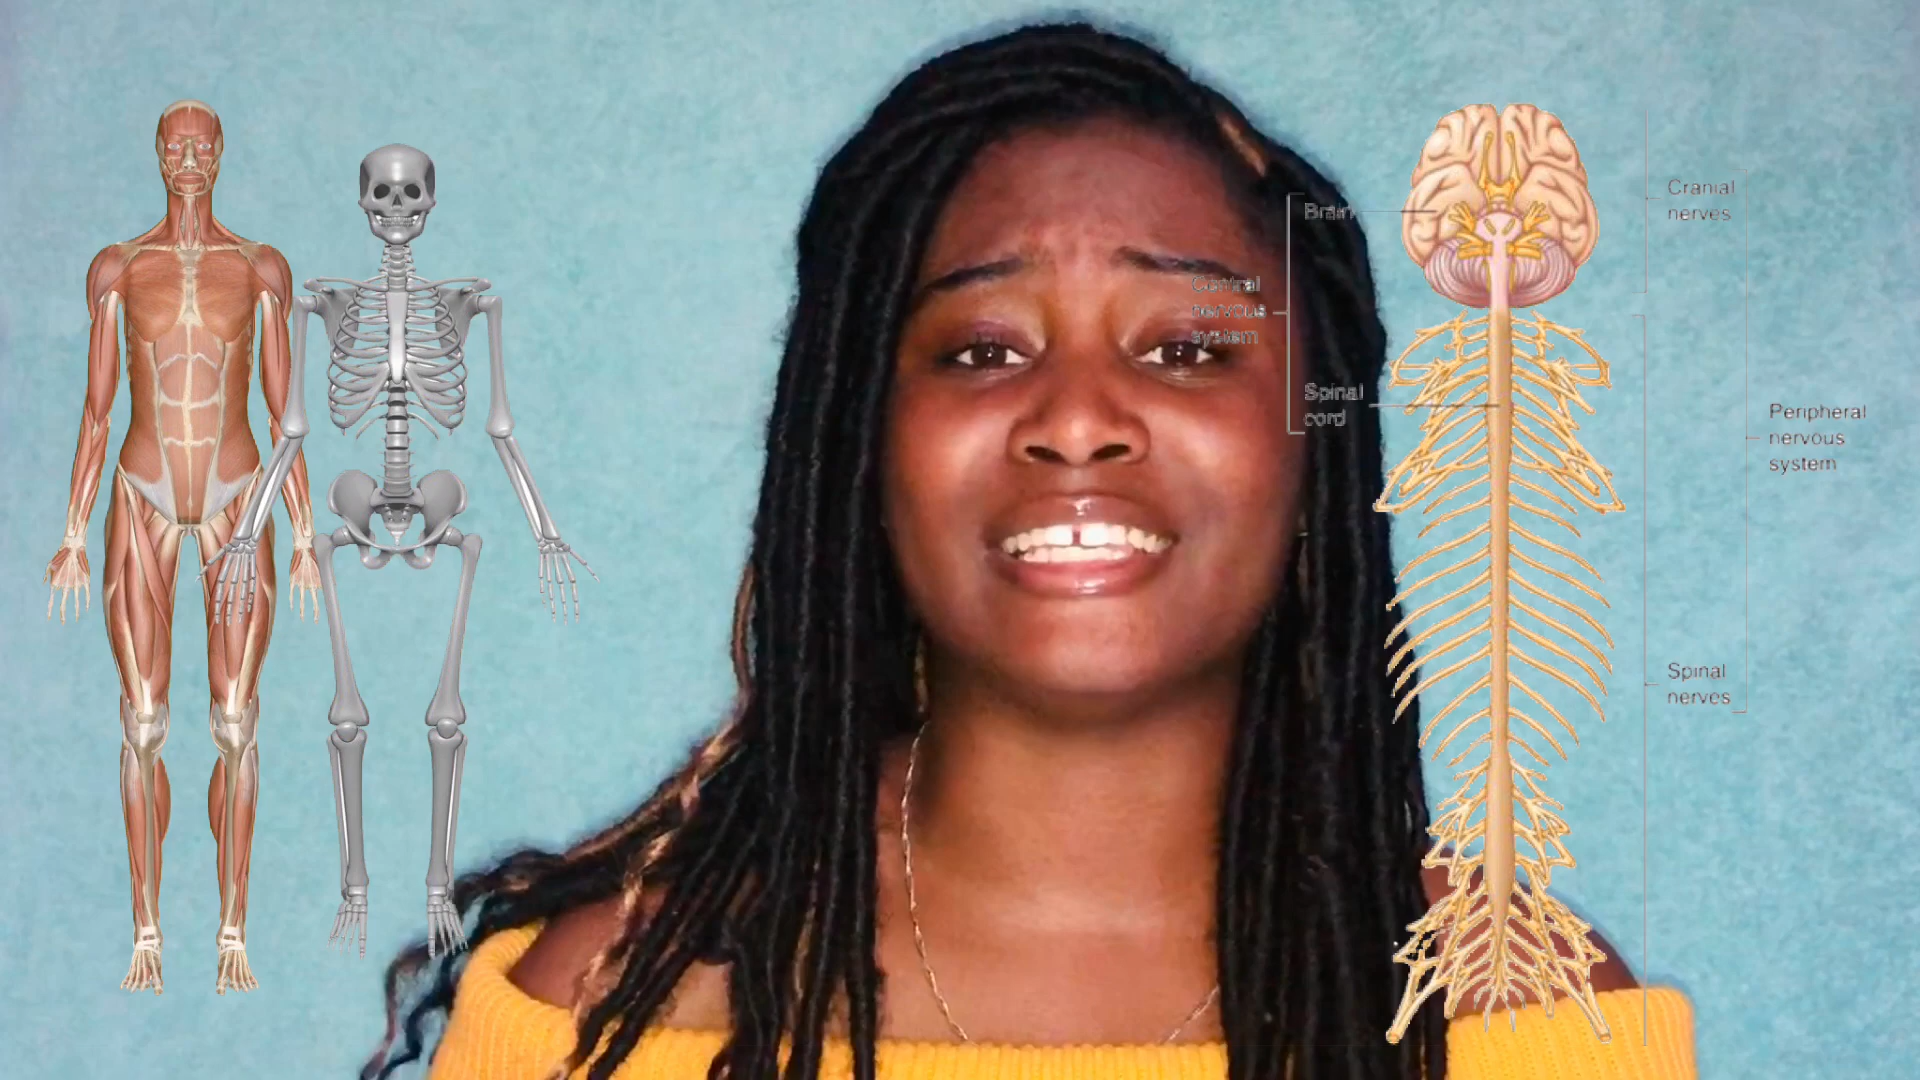 Brain
Central
nervous
system
Spinal
cord
Cranial
nerves
Peripheral
nervous
system
Spinal
nerves